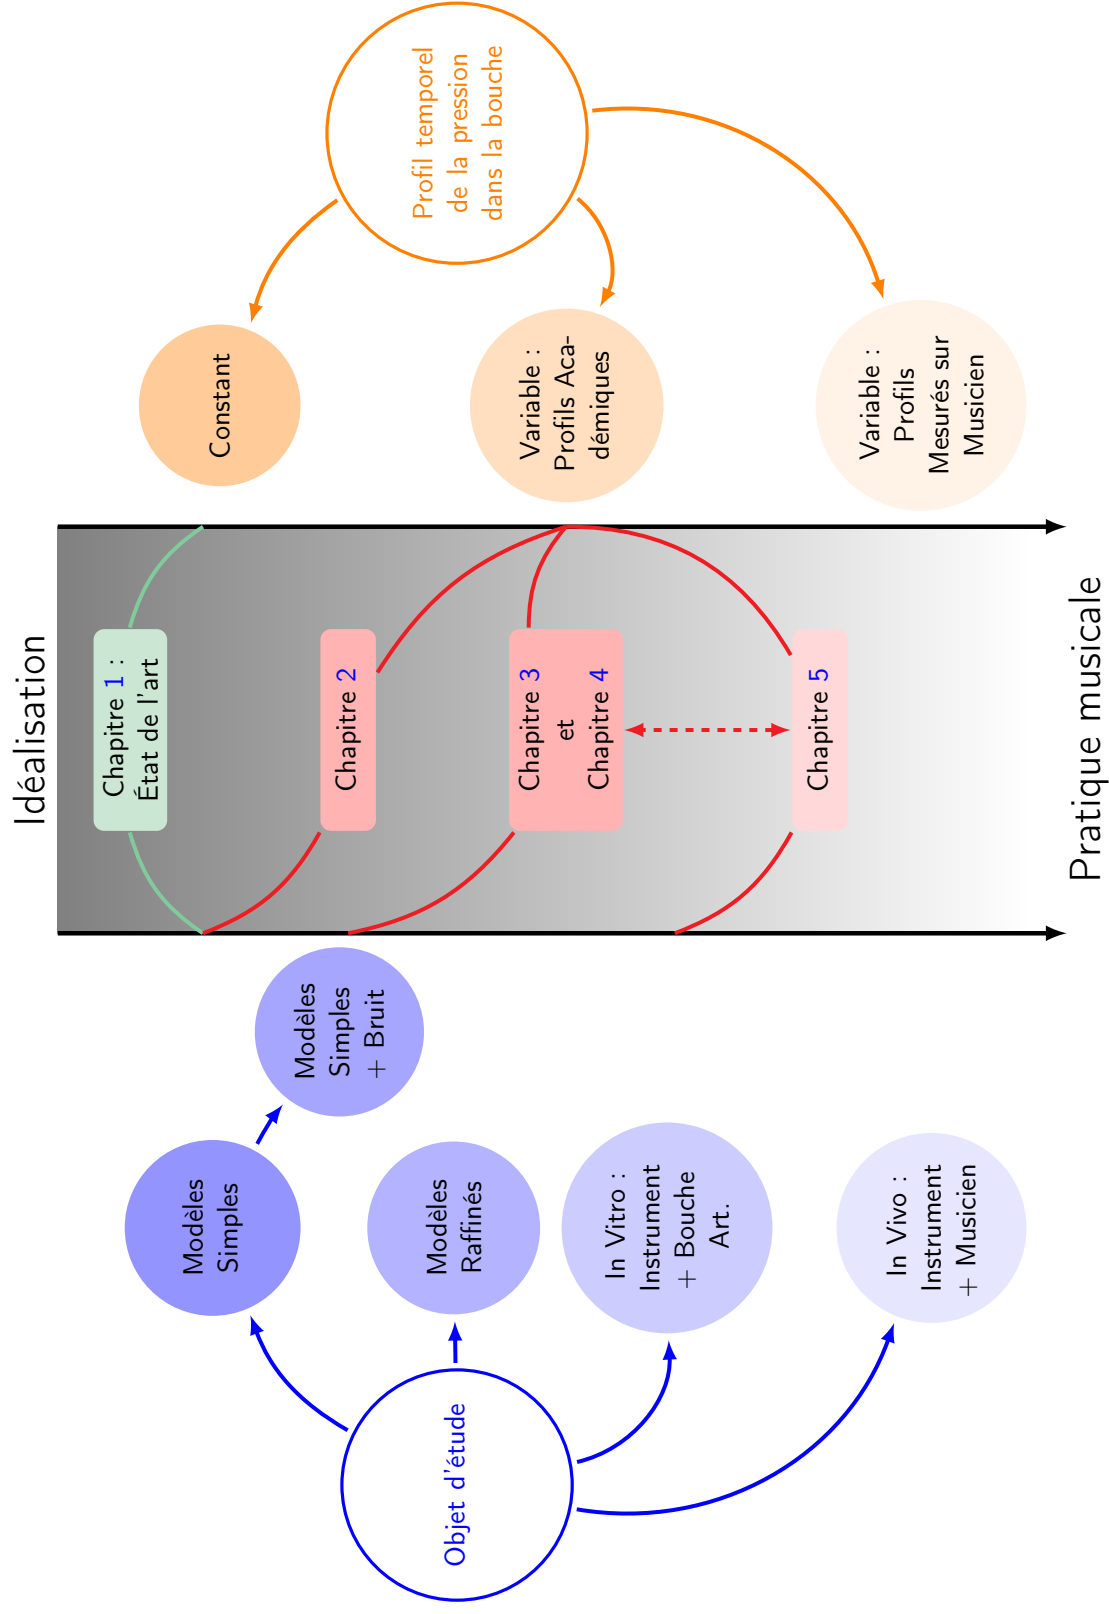 Idéalisation
Objet d'étude
Modèles
Simples
Modèles
Simples
+ Bruit
Modèles
Raffinés
In Vitro :
Instrument
+ Bouche
Art.
In Vivo :
Instrument
+ Musicien
Chapitre 1 :
État de l'art
Chapitre 2
Chapitre 3
et
Chapitre 4
Chapitre 5
Profil temporel
de la pression
dans la bouche
Constant
Variable :
Profils Aca-
démiques
Variable :
Profils
Mesurés sur
Musicien
Pratique musicale